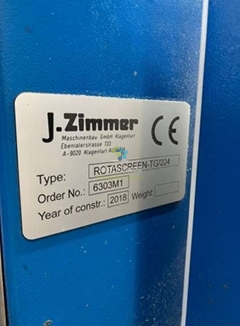 J.Zimmer
Maschinenbau GmbH Klagenfurt
Ebentalerstrasse 133
A-9020 Klagenfurt
CE
Type: ROTASCREEN-TG/224
Order No.: 6303M1
Year of constr.: 2018 Weight: